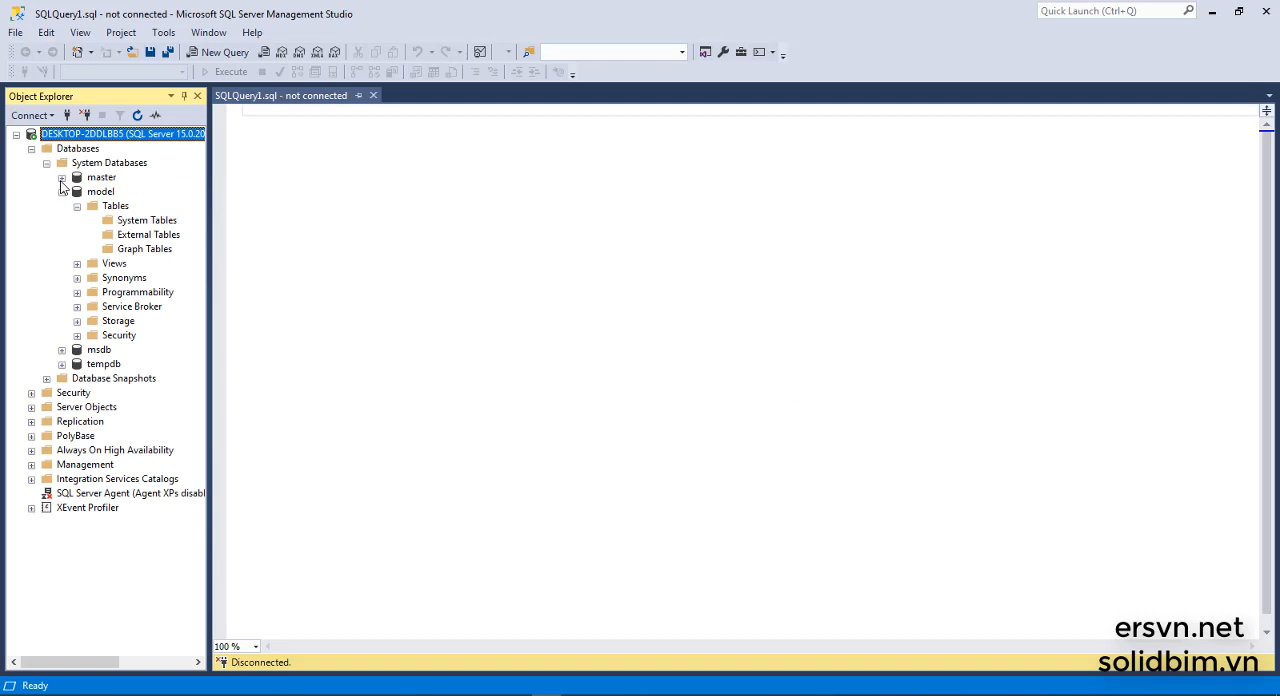 SQLQuery1.sql - not connected - Microsoft SQL Server Management Studio
Quick Launch (Ctrl+Q)
File Edit View Project Tools Window Help
New Query
Execute
Object Explorer
SQLQuery1.sql - not connected
Connect
DESKTOP-2DDLBB5 (SQL Server 15.0.20
Databases
System Databases
master
model
Tables
System Tables
External Tables
Graph Tables
Views
Synonyms
Programmability
Service Broker
Storage
Security
msdb
tempdb
Database Snapshots
Security
Server Objects
Replication
PolyBase
Always On High Availability
Management
Integration Services Catalogs
SQL Server Agent (Agent XPs disabl
XEvent Profiler
100 %
Disconnected.
Ready
ersvn.net
solidbim.vn